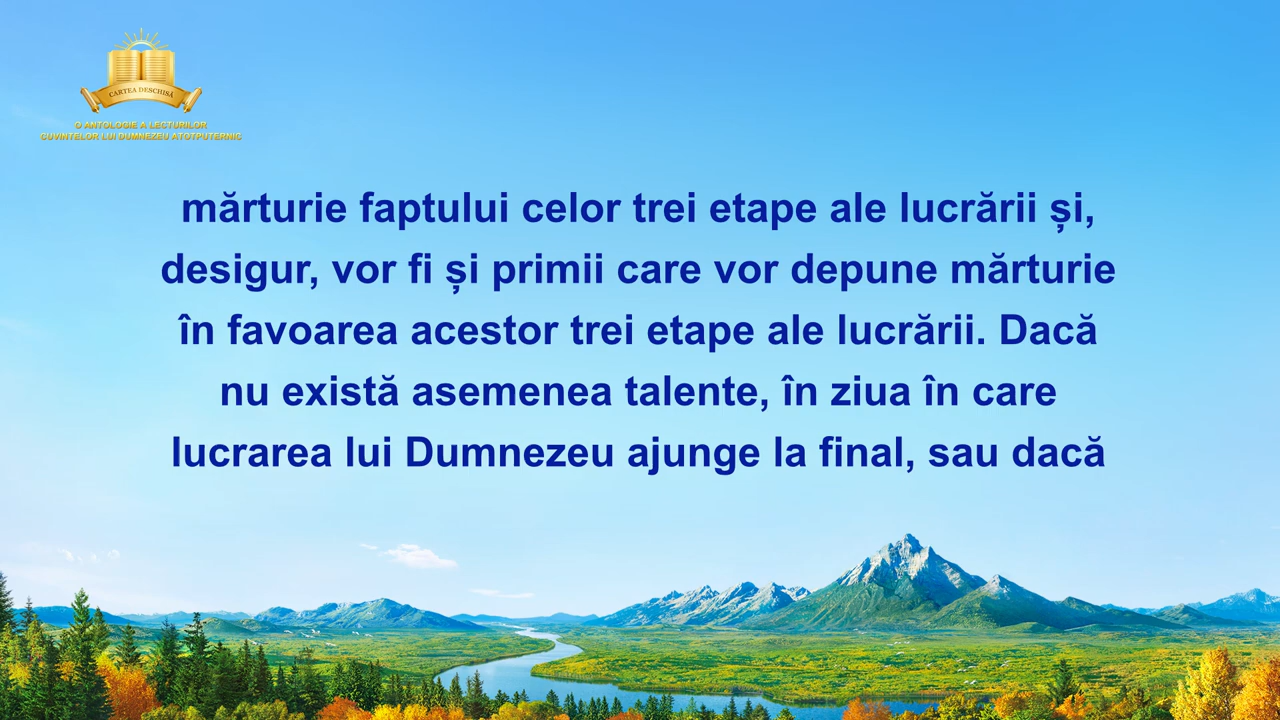 CARTEA DESCHISĂ
O ANTOLOGIE A LECTURILOR
CUVINTELOR LUI DUMNEZEU ATOTPUTERNIC
mărturie faptului celor trei etape ale lucrării și,
desigur, vor fi și primii care vor depune mărturie
în favoarea acestor trei etape ale lucrării. Dacă
nu există asemenea talente, în ziua în care
lucrarea lui Dumnezeu ajunge la final, sau dacă